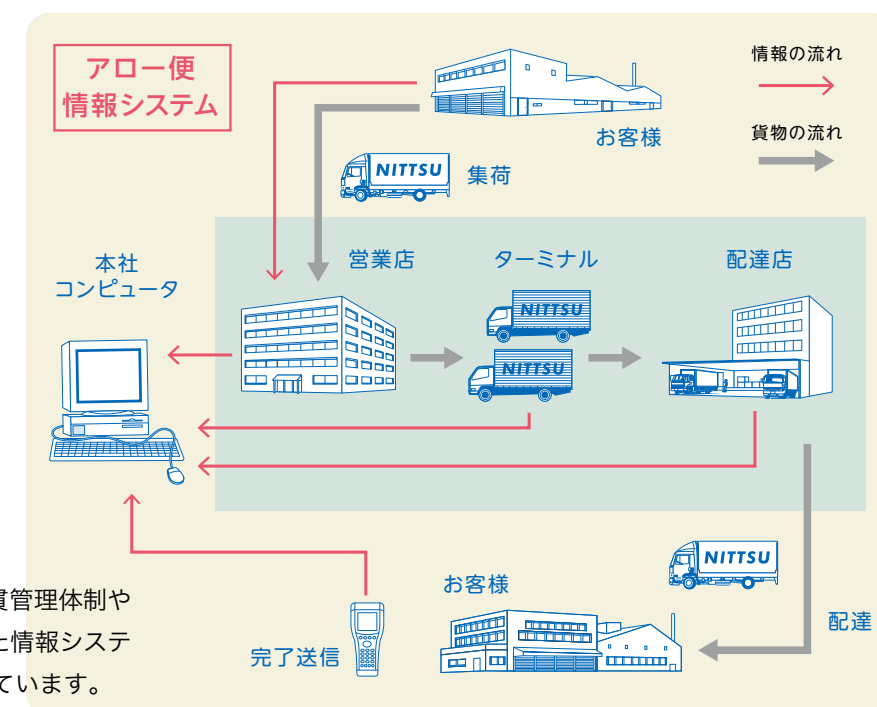 アロー便
情報システム
情報の流れ
貨物の流れ
お客様
NITTSU
集荷
本社
コンピュータ
営業店
ターミナル
配達店
NITTSU
NITTSU
NITTSU
配達
お客様
完了送信
貫管理体制や
た情報システ
ています。